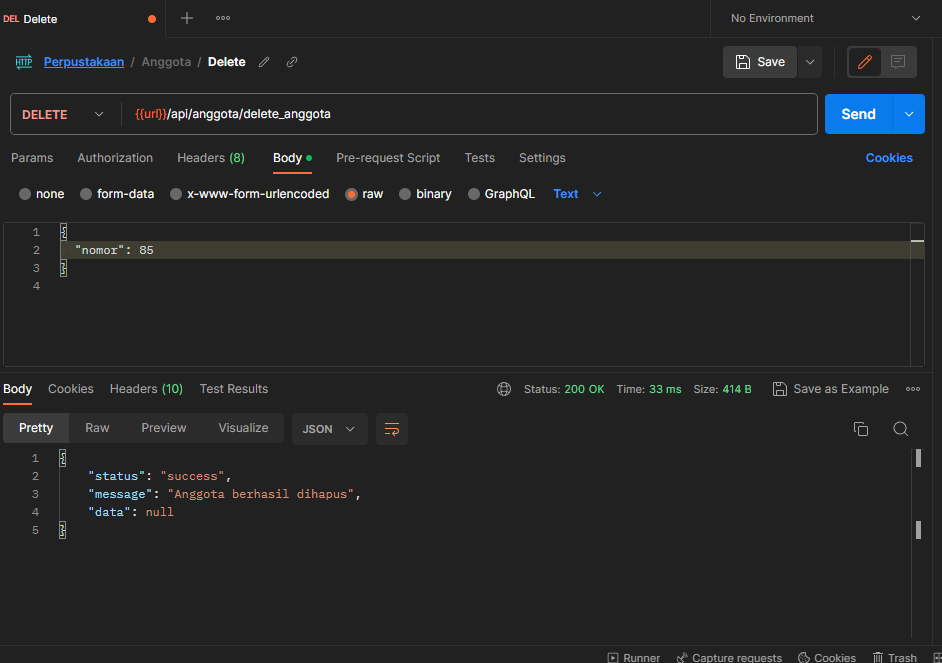 DEL Delete
No Environment
HTTP Perpustakaan / Anggota / Delete
Save
DELETE {{url}}/api/anggota/delete_anggota
Send
Params Authorization Headers (8) Body Pre-request Script Tests Settings Cookies
none form-data x-www-form-urlencoded raw binary GraphQL Text
1 {
2 "nomor": 85
3 }
4
Body Cookies Headers (10) Test Results Status: 200 OK Time: 33 ms Size: 414 B Save as Example
Pretty Raw Preview Visualize JSON
1 {
2 "status": "success",
3 "message": "Anggota berhasil dihapus",
4 "data": null
5 }
Runner Capture requests Cookies Trash